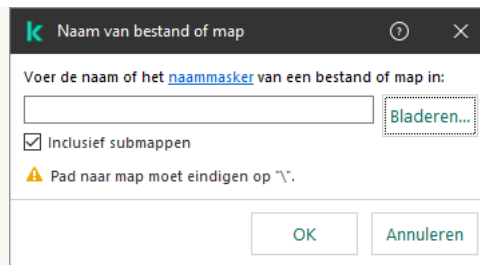 Naam van bestand of map
Voer de naam of het naammasker van een bestand of map in:
Bladeren...
Inclusief submappen
Pad naar map moet eindigen op "\".
OK Annuleren